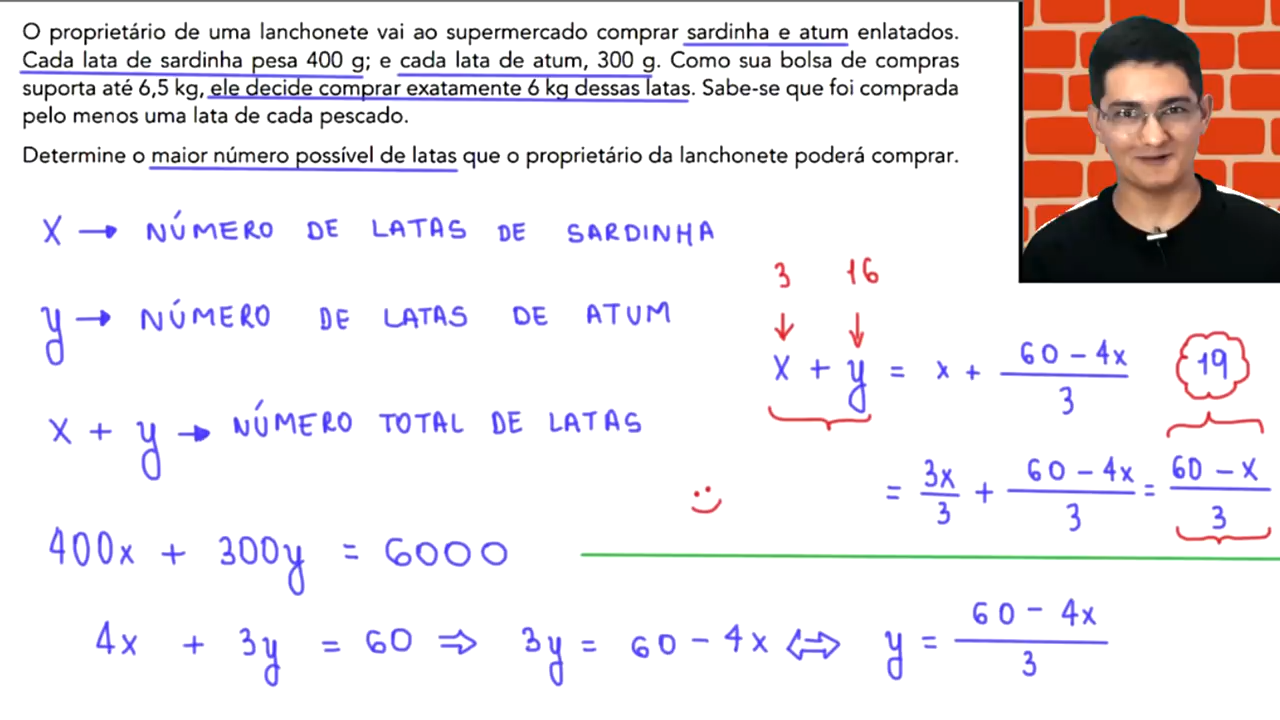 O proprietário de uma lanchonete vai ao supermercado comprar sardinha e atum enlatados.
Cada lata de sardinha pesa 400 g; e cada lata de atum, 300 g. Como sua bolsa de compras
suporta até 6,5 kg, ele decide comprar exatamente 6 kg dessas latas. Sabe-se que foi comprada
pelo menos uma lata de cada pescado.
Determine o maior número possível de latas que o proprietário da lanchonete poderá comprar.
X → NÚMERO DE LATAS DE SARDINHA
y → NÚMERO DE LATAS DE ATUM
X + y → NÚMERO TOTAL DE LATAS
400x + 300y = 6000
4x + 3y = 60 ⇒ 3y = 60 - 4x ⇔ y = (60 - 4x)/3
3 16
↓ ↓
x + y = x + (60 - 4x)/3
19
= 3x/3 + (60 - 4x)/3 = (60 - x)/3